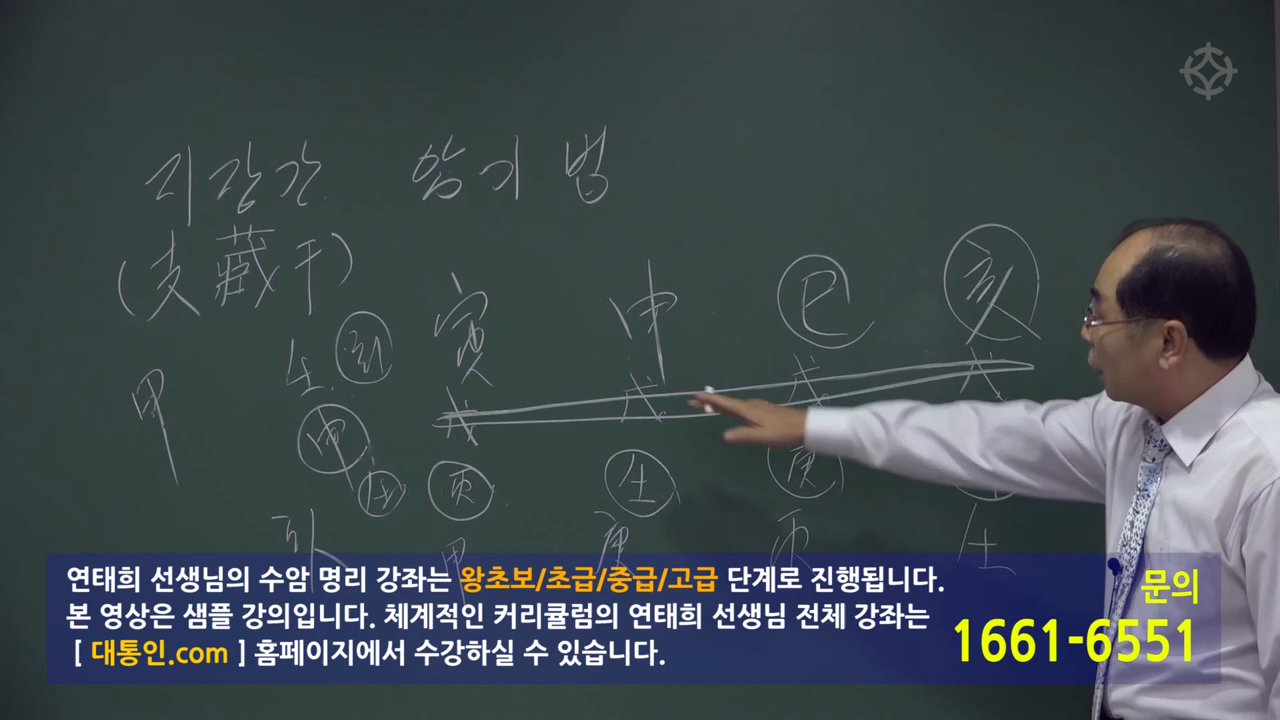 지장간 암기법
(支藏干)
寅 申 巳 亥
生
甲
戊 戊 戊 戊
丙 壬 庚
甲 庚 丙 壬
연태희 선생님의 수암 명리 강좌는 왕초보/초급/중급/고급 단계로 진행됩니다.
본 영상은 샘플 강의입니다. 체계적인 커리큘럼의 연태희 선생님 전체 강좌는
[ 대통인.com ] 홈페이지에서 수강하실 수 있습니다.
문의
1661-6551